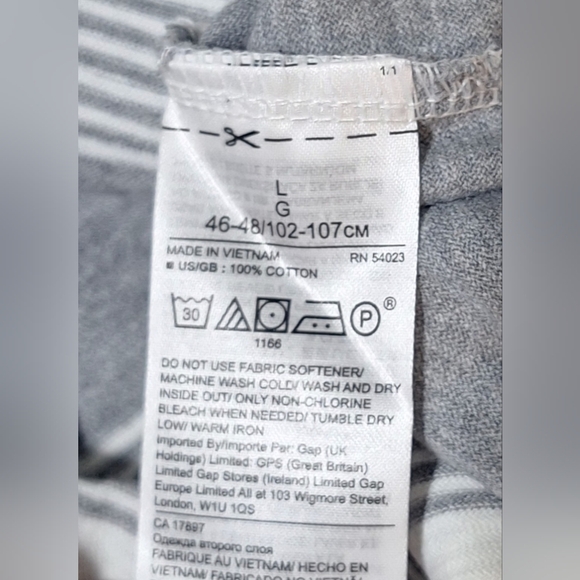 1/1
L
G
46-48/102-107CM
MADE IN VIETNAM RN 54023
US/GB : 100% COTTON
30 P ®
1166
DO NOT USE FABRIC SOFTENER/
MACHINE WASH COLD/ WASH AND DRY
INSIDE OUT/ ONLY NON-CHLORINE
BLEACH WHEN NEEDED/ TUMBLE DRY
LOW/ WARM IRON
Imported By/Importe Par: Gap (UK
Holdings) Limited: GPS (Great Britain)
Limited Gap Stores (Ireland) Limited Gap
Europe Limited All at 103 Wigmore Street,
London, W1U 1QS
CA 17897
Одежда второго слоя
FABRIQUE AU VIETNAM/ HECHO EN
VIETNAM/ FABRICADO NO